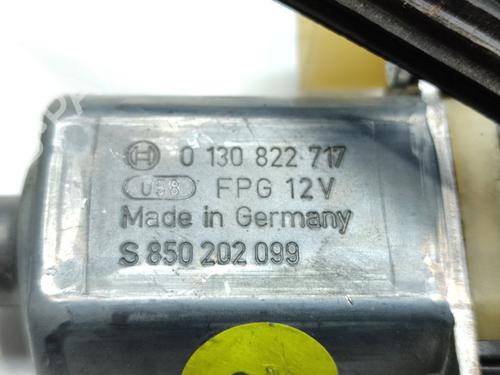 0 130 822 717
FPG 12V
Made in Germany
S 850 202 099